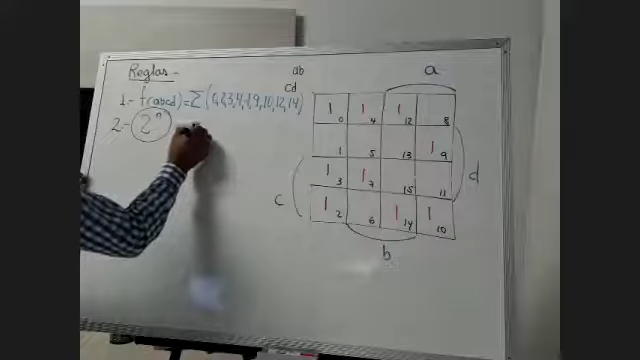 Reglas -
1.- f(abcd) = Σ(0,2,3,4,7,9,10,12,14)
2.- 2ⁿ
ab
cd
a
1 0 1 4 1 12 8
1 5 13 1 9
1 3 1 7 15 11
1 2 6 1 14 1 10
c
d
b